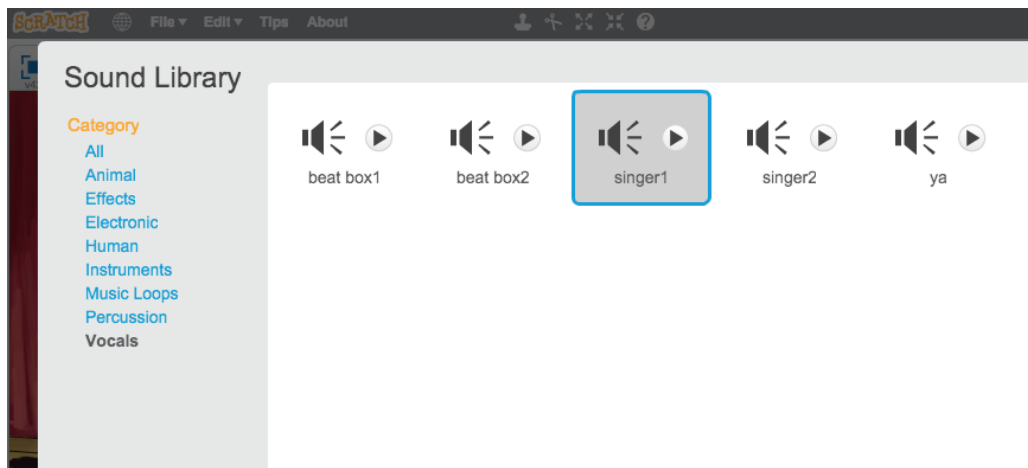 SCRATCH File Edit Tips About
Sound Library
Category
All
Animal
Effects
Electronic
Human
Instruments
Music Loops
Percussion
Vocals
beat box1 beat box2 singer1 singer2 ya